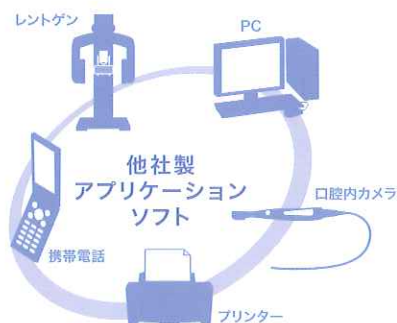 レントゲン
PC
他社製
アプリケーション
ソフト
口腔内カメラ
携帯電話
プリンター